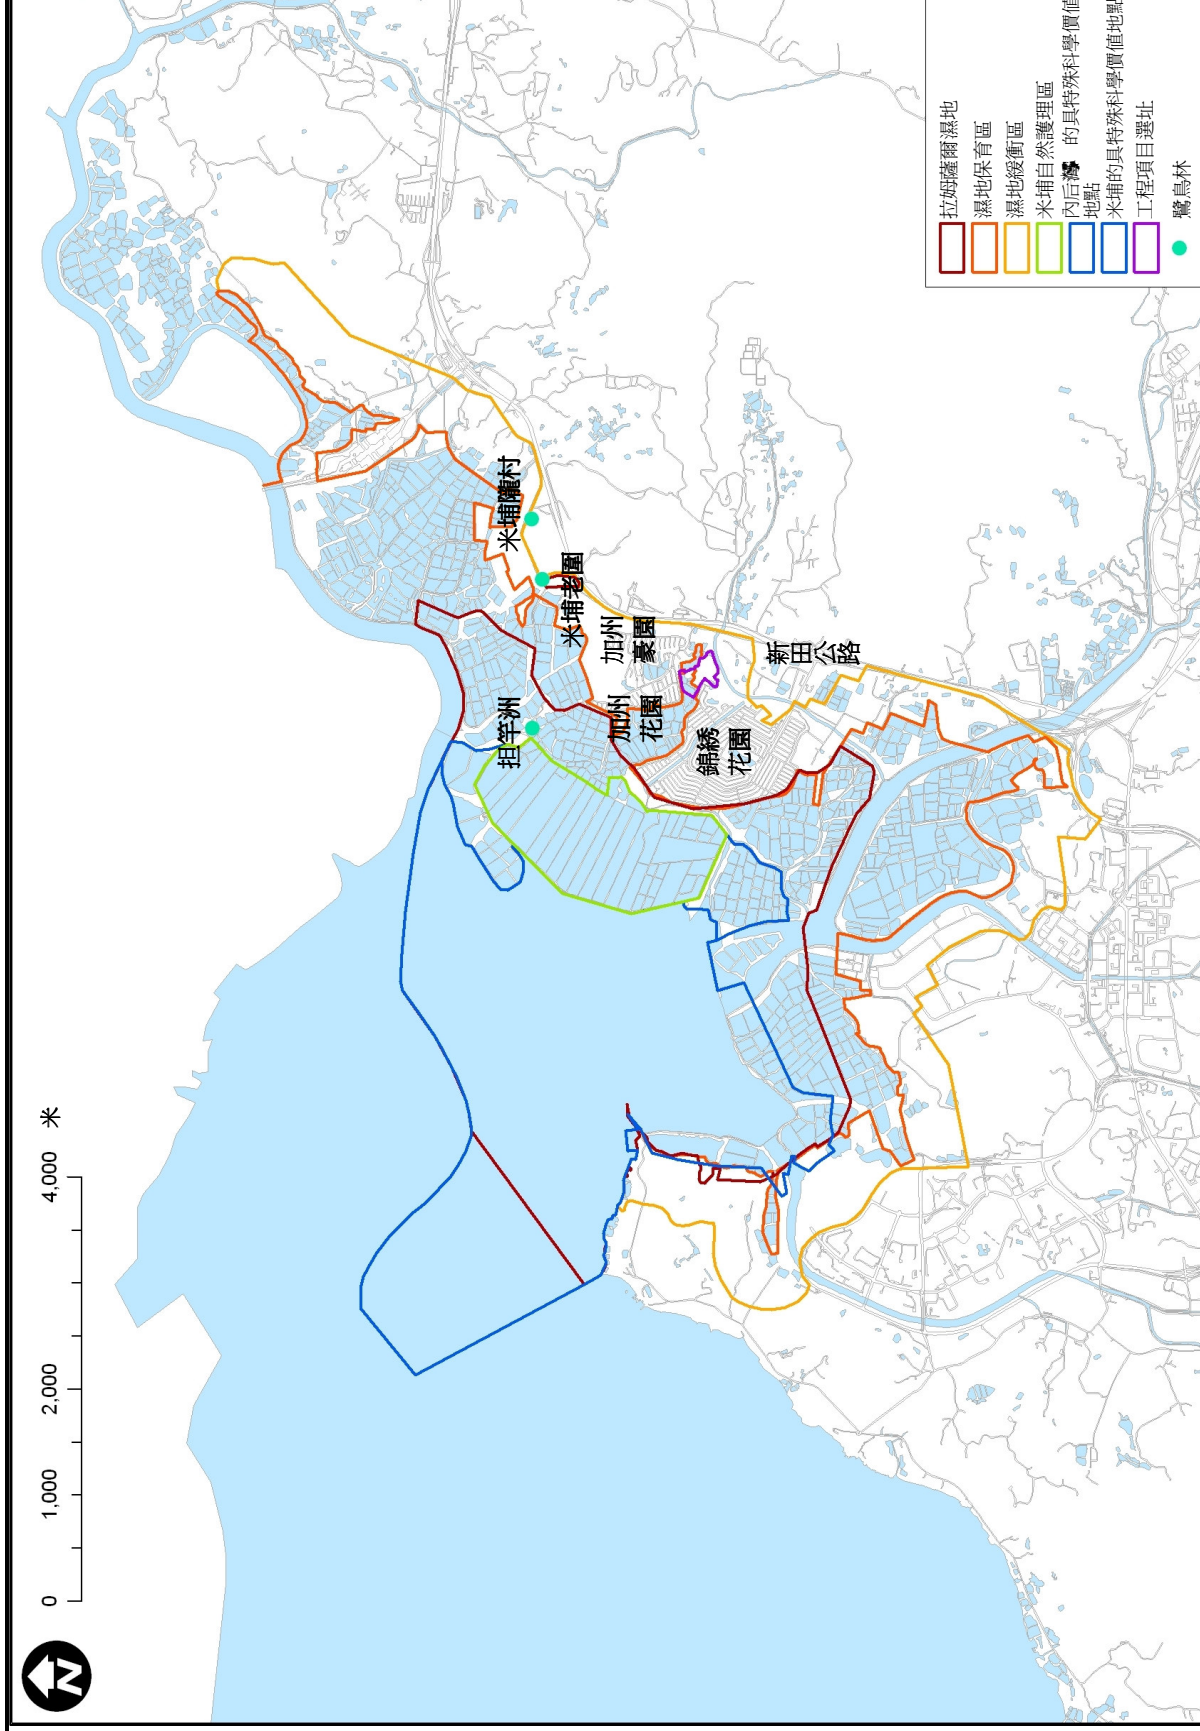 N
0 1,000 2,000 4,000 米
米埔隴村
米埔老圍
担竿洲
加州
豪園
加州
花園
錦綉
花園
新田公路
拉姆薩爾濕地
濕地保育區
濕地緩衝區
米埔自然護理區
內后 的具特殊科學價值
地點
米埔的具特殊科學價值地點
工程項目選址
鷺鳥林